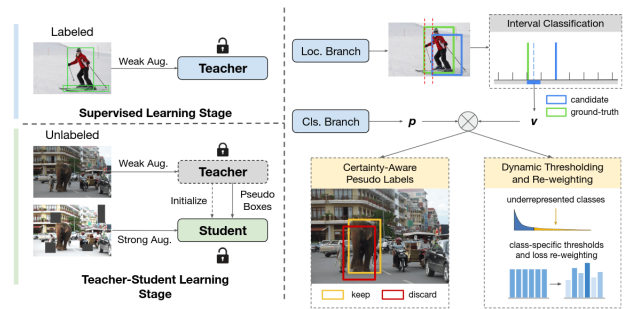 Labeled
Weak Aug.
Teacher
Supervised Learning Stage
Unlabeled
Weak Aug.
Teacher
Initialize
Pseudo
Boxes
Strong Aug.
Student
Teacher-Student Learning
Stage
Loc. Branch
Interval Classification
candidate
ground-truth
Cls. Branch
p
v
Certainty-Aware
Pesudo Labels
keep
discard
Dynamic Thresholding
and Re-weighting
underrepresented classes
class-specific thresholds
and loss re-weighting